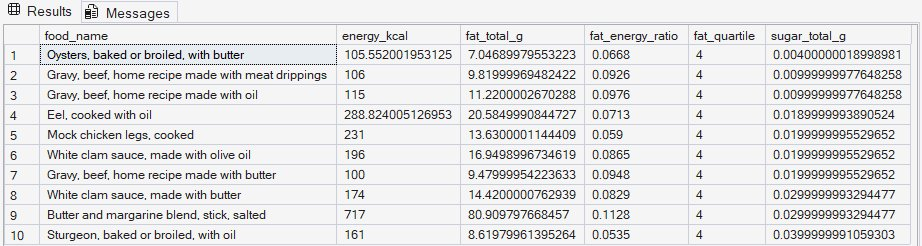 Results Messages
food_name energy_kcal fat_total_g fat_energy_ratio fat_quartile sugar_total_g
1 Oysters, baked or broiled, with butter 105.552001953125 7.04689979553223 0.0668 4 0.00400000018998981
2 Gravy, beef, home recipe made with meat drippings 106 9.81999969482422 0.0926 4 0.00999999977648258
3 Gravy, beef, home recipe made with oil 115 11.2200002670288 0.0976 4 0.00999999977648258
4 Eel, cooked with oil 288.824005126953 20.5849990844727 0.0713 4 0.0189999993890524
5 Mock chicken legs, cooked 231 13.6300001144409 0.059 4 0.0199999995529652
6 White clam sauce, made with olive oil 196 16.9498996734619 0.0865 4 0.0199999995529652
7 Gravy, beef, home recipe made with butter 100 9.47999954223633 0.0948 4 0.0199999995529652
8 White clam sauce, made with butter 174 14.4200000762939 0.0829 4 0.0299999993294477
9 Butter and margarine blend, stick, salted 717 80.909797668457 0.1128 4 0.0299999993294477
10 Sturgeon, baked or broiled, with oil 161 8.61979961395264 0.0535 4 0.0399999991059303